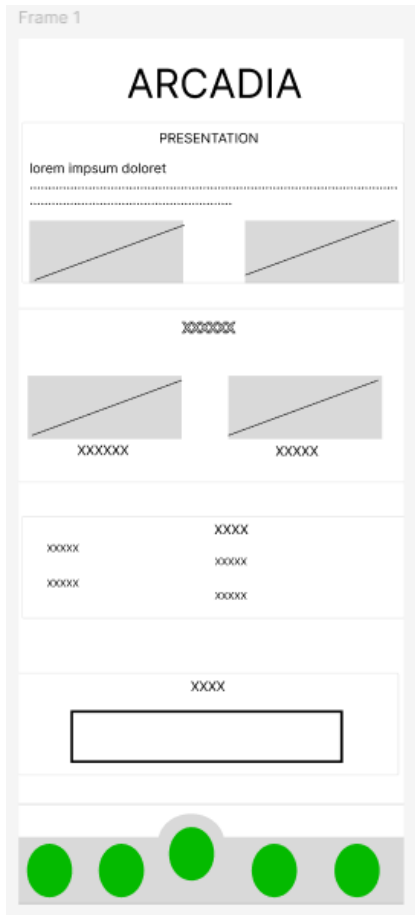 Frame 1
ARCADIA
PRESENTATION
lorem impsum doloret
XXXXXX XXXXX
XXXX
xxxxx
xxxxx
xxxxx
xxxxx
XXXX